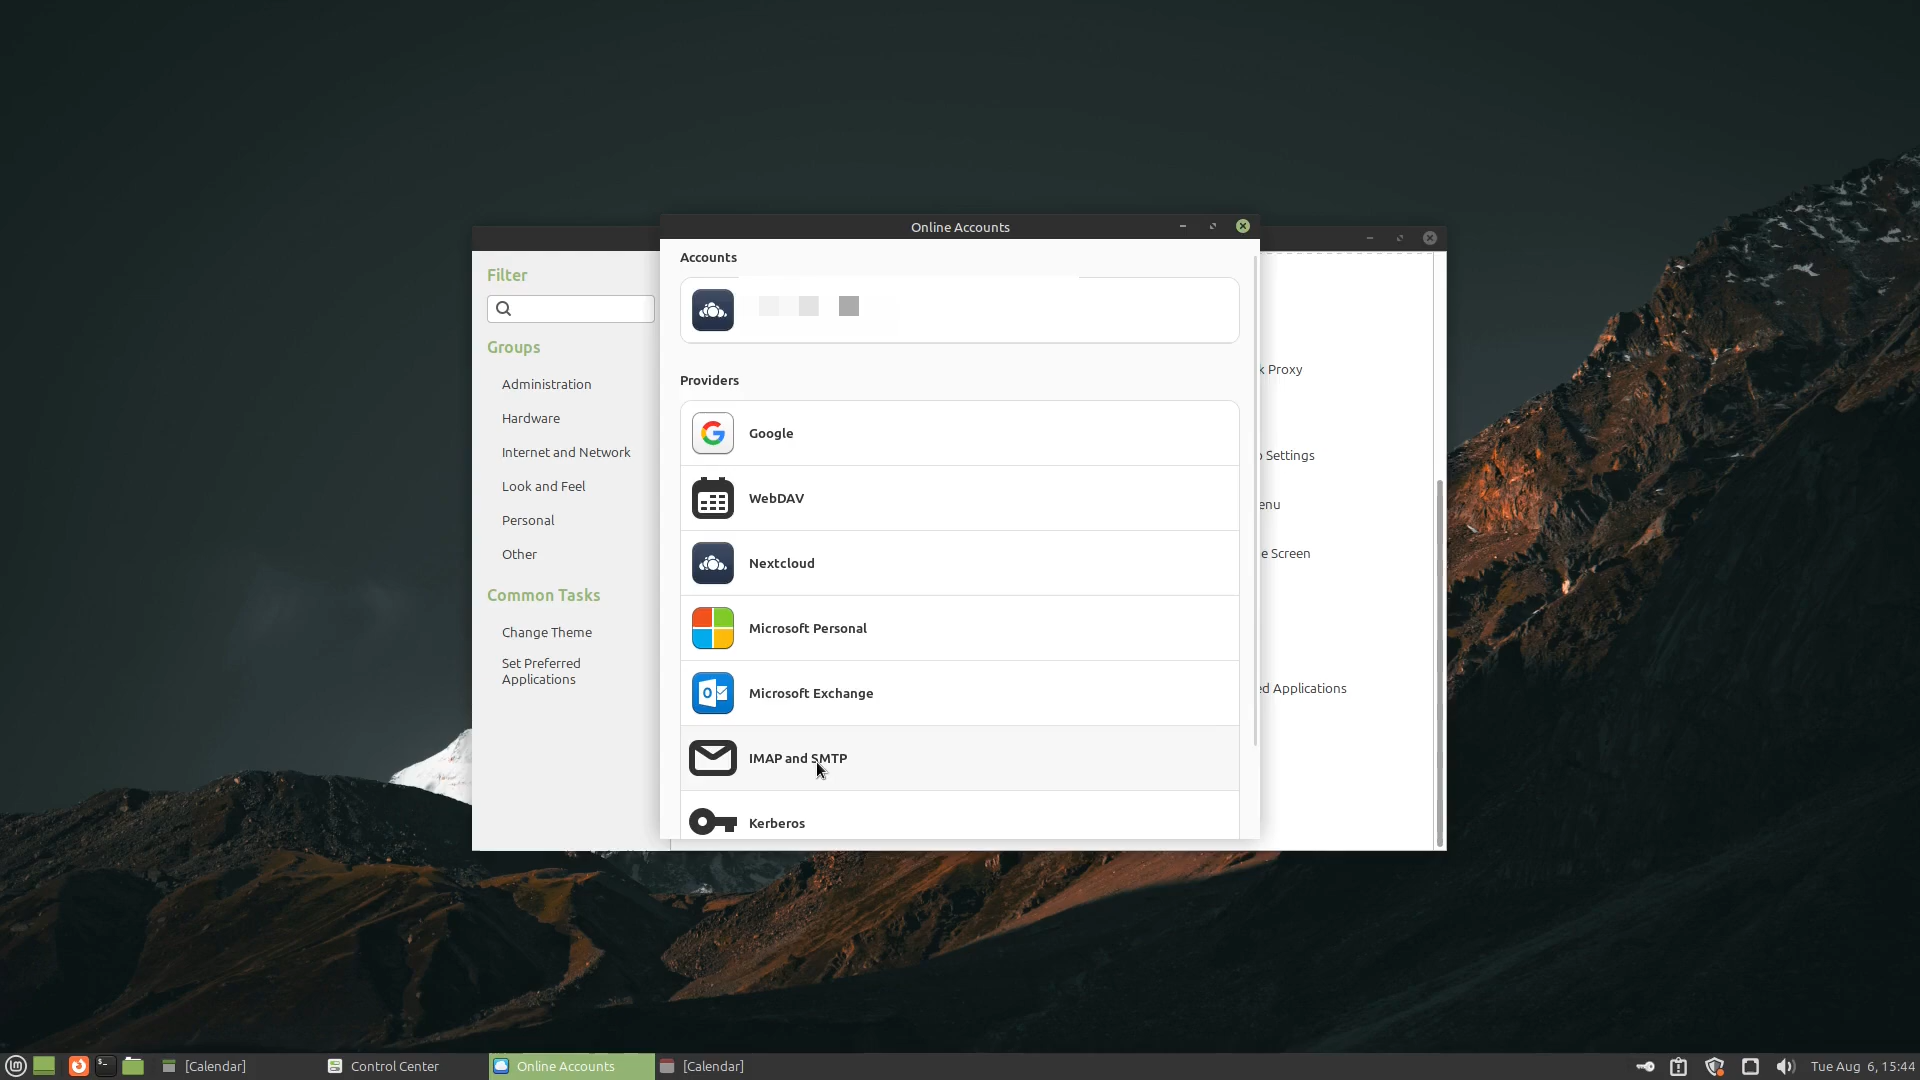 Online Accounts
Filter
Groups
Administration
Hardware
Internet and Network
Look and Feel
Personal
Other
Common Tasks
Change Theme
Set Preferred
Applications
Accounts
Providers
Google
WebDAV
Nextcloud
Microsoft Personal
Microsoft Exchange
IMAP and SMTP
Kerberos
k Proxy
Settings
enu
e Screen
ed Applications
[Calendar]
Control Center
Online Accounts
[Calendar]
Tue Aug 6, 15:44